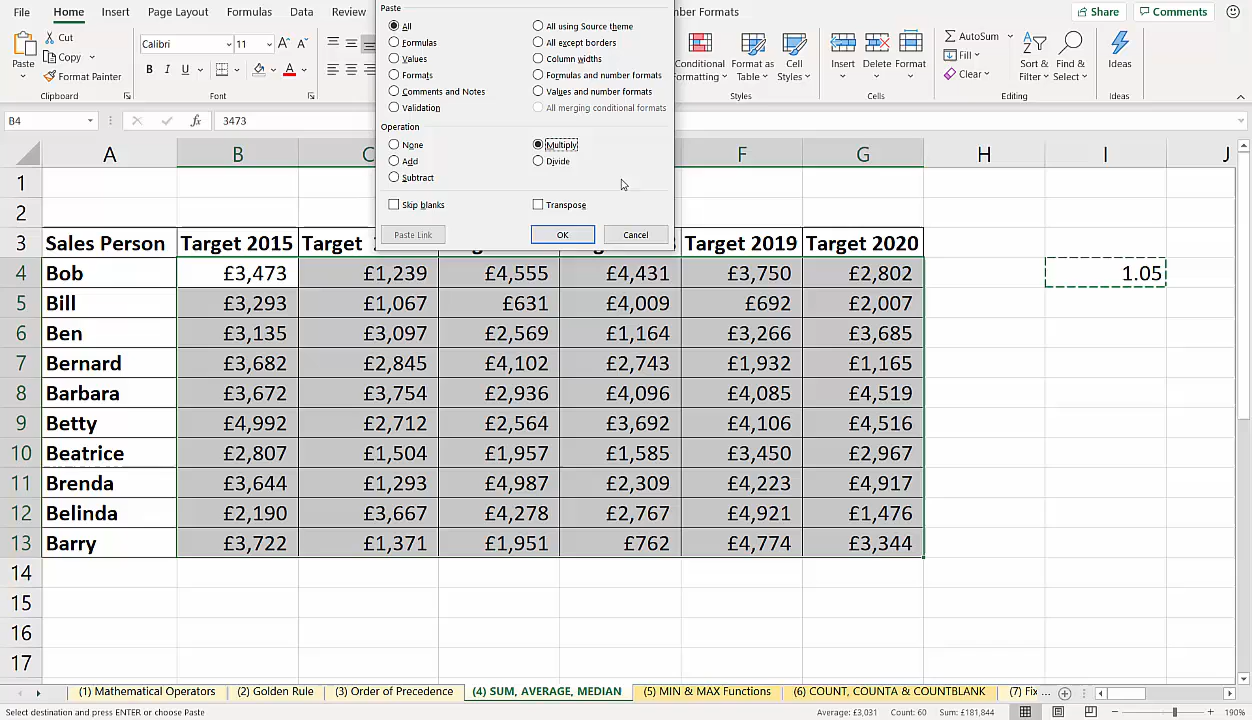 File Home Insert Page Layout Formulas Data Review Formats
Share Comments
Paste Cut Copy Format Painter
Clipboard
Calibri 11
B I U A
Font
Conditional Formatting Format as Table Cell Styles
Styles
Insert Delete Format
Cells
AutoSum Fill Clear Sort & Filter Find & Select
Editing
Ideas
Ideas
Paste
All All using Source theme
Formulas All except borders
Values Column widths
Formats Formulas and number formats
Comments and Notes Values and number formats
Validation All merging conditional formats
Operation
None Multiply
Add Divide
Subtract
Skip blanks Transpose
Paste Link OK Cancel
B4 fx 3473
A B C F G H I J
1
2
3 Sales Person Target 2015 Target Target 2019 Target 2020
4 Bob £3,473 £1,239 £4,555 £4,431 £3,750 £2,802 1.05
5 Bill £3,293 £1,067 £631 £4,009 £692 £2,007
6 Ben £3,135 £3,097 £2,569 £1,164 £3,266 £3,685
7 Bernard £3,682 £2,845 £4,102 £2,743 £1,932 £1,165
8 Barbara £3,672 £3,754 £2,936 £4,096 £4,085 £4,519
9 Betty £4,992 £2,712 £2,564 £3,692 £4,106 £4,516
10 Beatrice £2,807 £1,504 £1,957 £1,585 £3,450 £2,967
11 Brenda £3,644 £1,293 £4,987 £2,309 £4,223 £4,917
12 Belinda £2,190 £3,667 £4,278 £2,767 £4,921 £1,476
13 Barry £3,722 £1,371 £1,951 £762 £4,774 £3,344
14
15
16
17
(1) Mathematical Operators (2) Golden Rule (3) Order of Precedence (4) SUM, AVERAGE, MEDIAN (5) MIN & MAX Functions (6) COUNT, COUNTA & COUNTBLANK (7) Fix ...
Select destination and press ENTER or choose Paste Average: £3,031 Count: 60 Sum: £181,844 190%